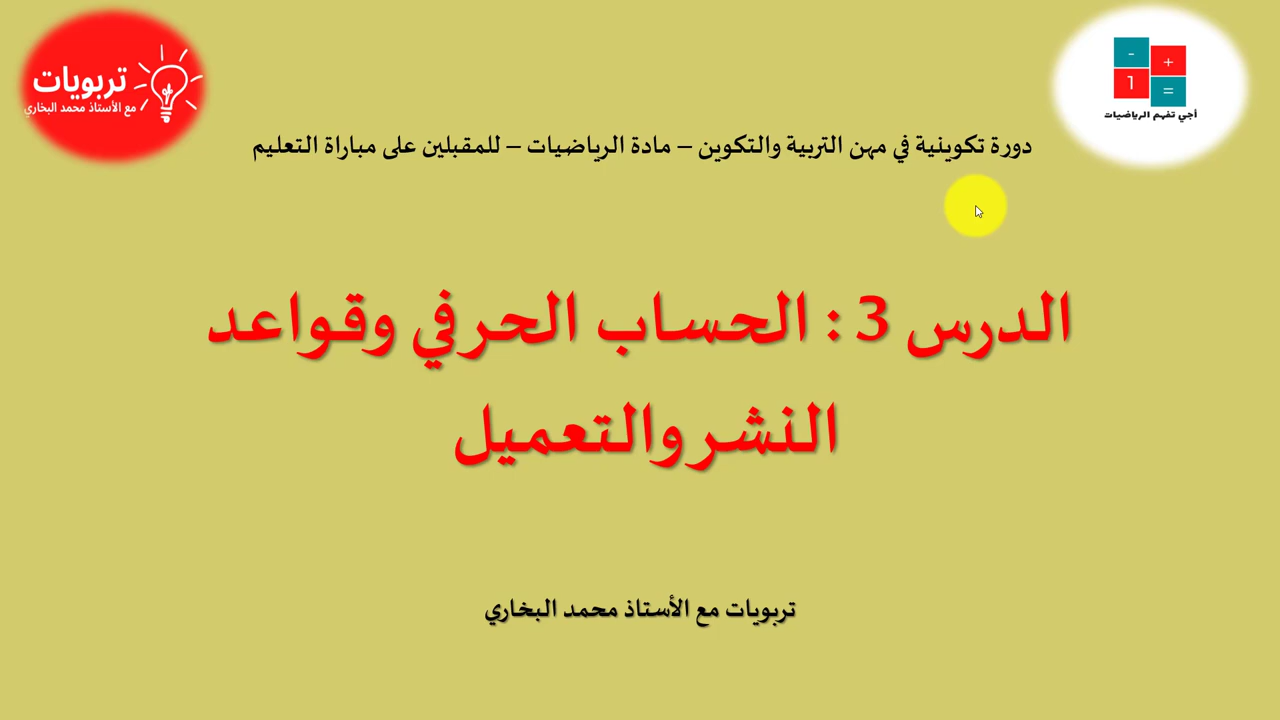 تربويات
مع الأستاذ محمد البخاري
-
+
1
=
أجي تفهم الرياضيات
دورة تكوينية في مهن التربية والتكوين – مادة الرياضيات – للمقبلين على مباراة التعليم
الدرس 3 : الحساب الحرفي وقواعد
النشر والتعميل
تربويات مع الأستاذ محمد البخاري